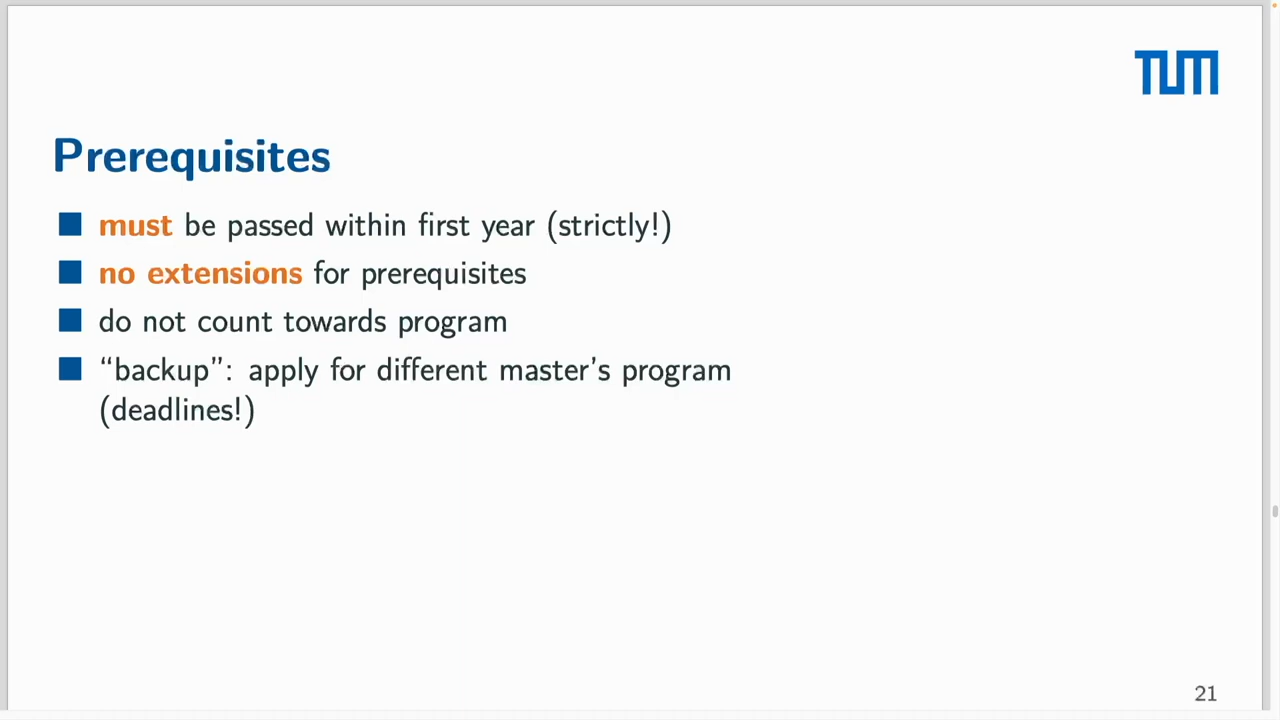 TUM
Prerequisites
must be passed within first year (strictly!)
no extensions for prerequisites
do not count towards program
“backup”: apply for different master’s program
(deadlines!)
21